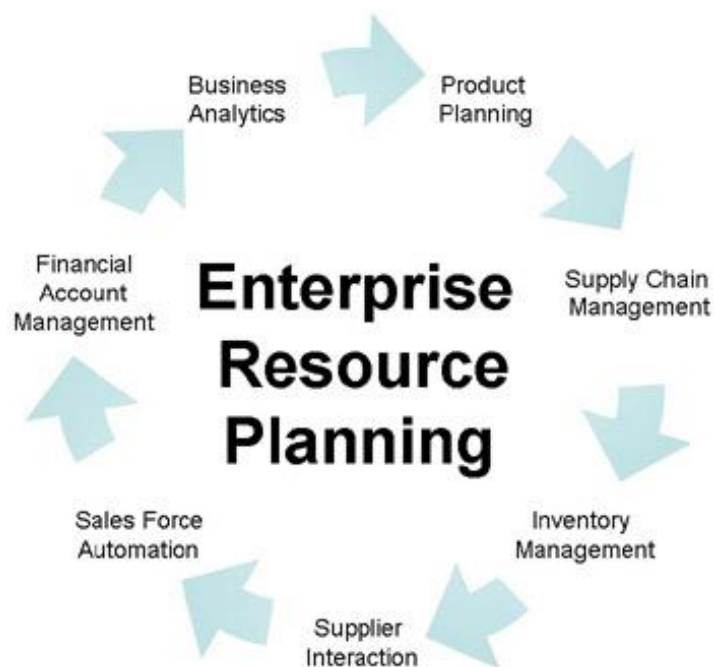 Business
Analytics
Product
Planning
Supply Chain
Management
Inventory
Management
Supplier
Interaction
Sales Force
Automation
Financial
Account
Management
Enterprise
Resource
Planning